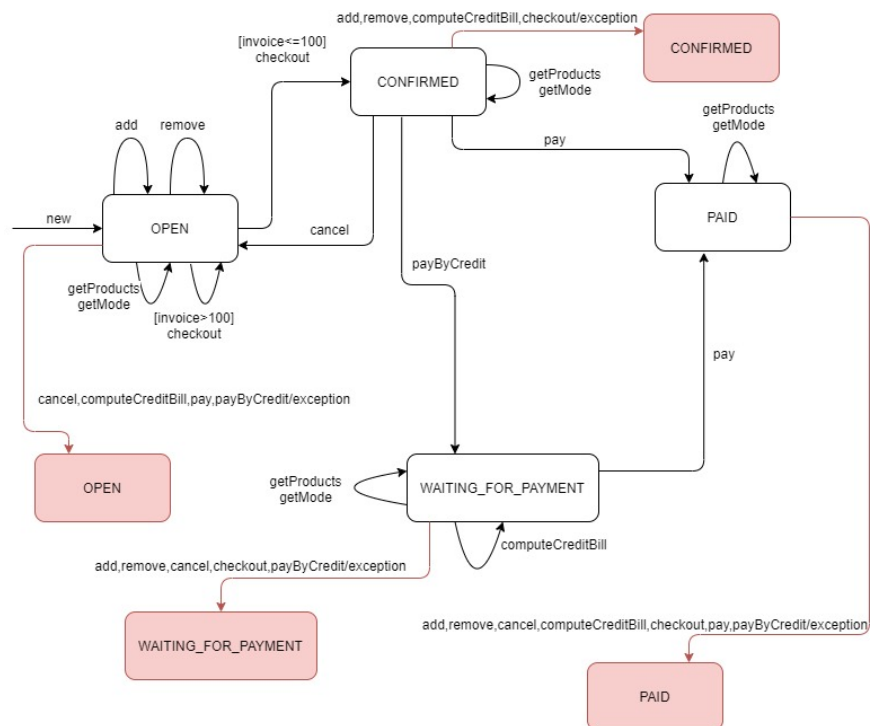 add,remove,computeCreditBill,checkout/exception
CONFIRMED
[invoice<=100]
checkout
CONFIRMED
getProducts
getMode
getProducts
getMode
add
remove
pay
new
OPEN
cancel
PAID
payByCredit
getProducts
getMode
[invoice>100]
checkout
pay
cancel,computeCreditBill,pay,payByCredit/exception
OPEN
getProducts
getMode
WAITING_FOR_PAYMENT
computeCreditBill
add,remove,cancel,checkout,payByCredit/exception
WAITING_FOR_PAYMENT
add,remove,cancel,computeCreditBill,checkout,pay,payByCredit/exception
PAID